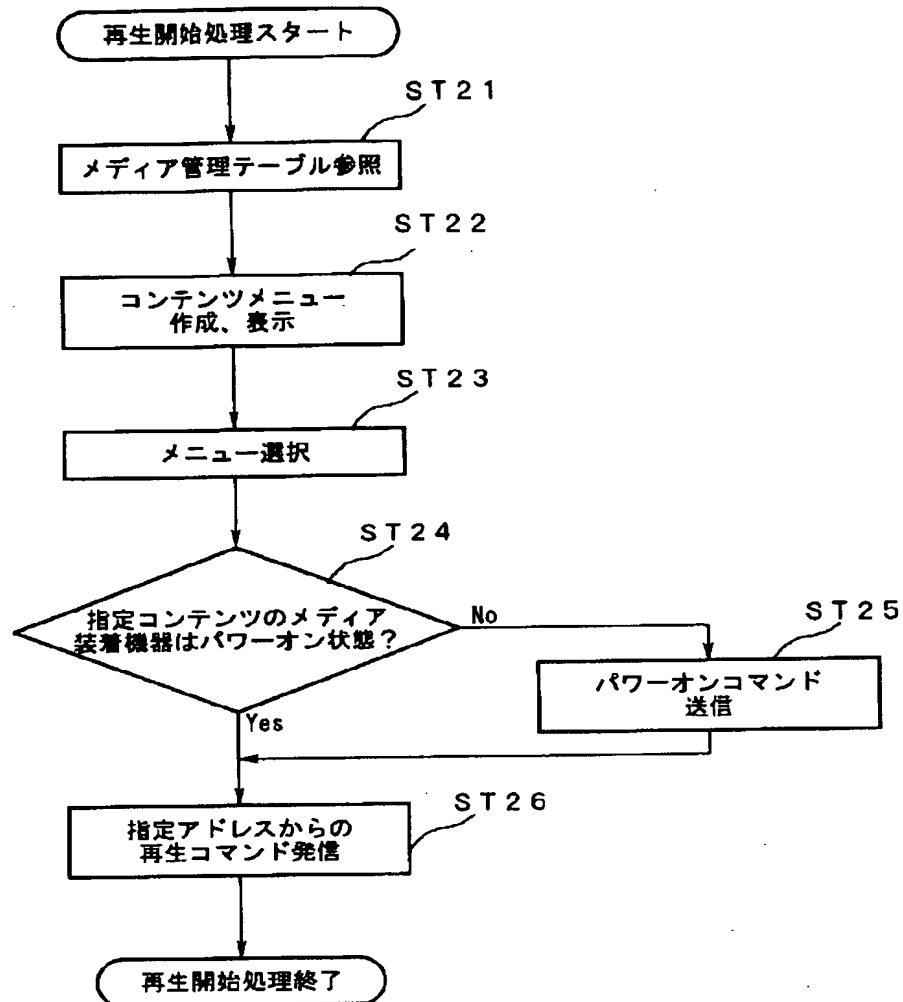 再生開始処理スタート
ＳＴ２１
メディア管理テーブル参照
ＳＴ２２
コンテンツメニュー
作成、表示
ＳＴ２３
メニュー選択
ＳＴ２４
指定コンテンツのメディア
装着機器はパワーオン状態？
No
ＳＴ２５
パワーオンコマンド
送信
Yes
ＳＴ２６
指定アドレスからの
再生コマンド発信
再生開始処理終了